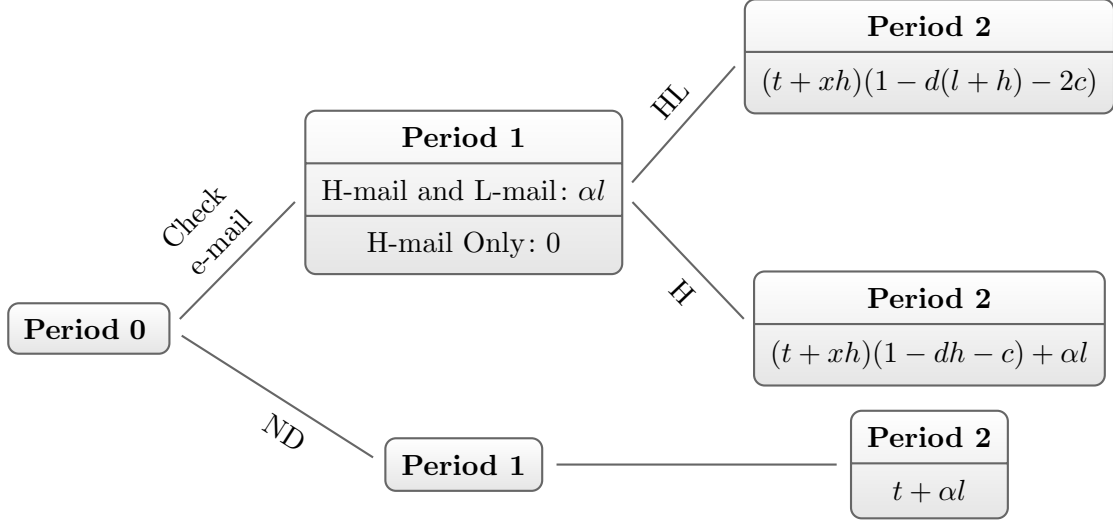 Period 0
Check
e-mail
ND
Period 1
H-mail and L-mail: αl
H-mail Only: 0
HL
H
Period 2
(t + xh)(1 − d(l + h) − 2c)
Period 2
(t + xh)(1 − dh − c) + αl
Period 1
Period 2
t + αl